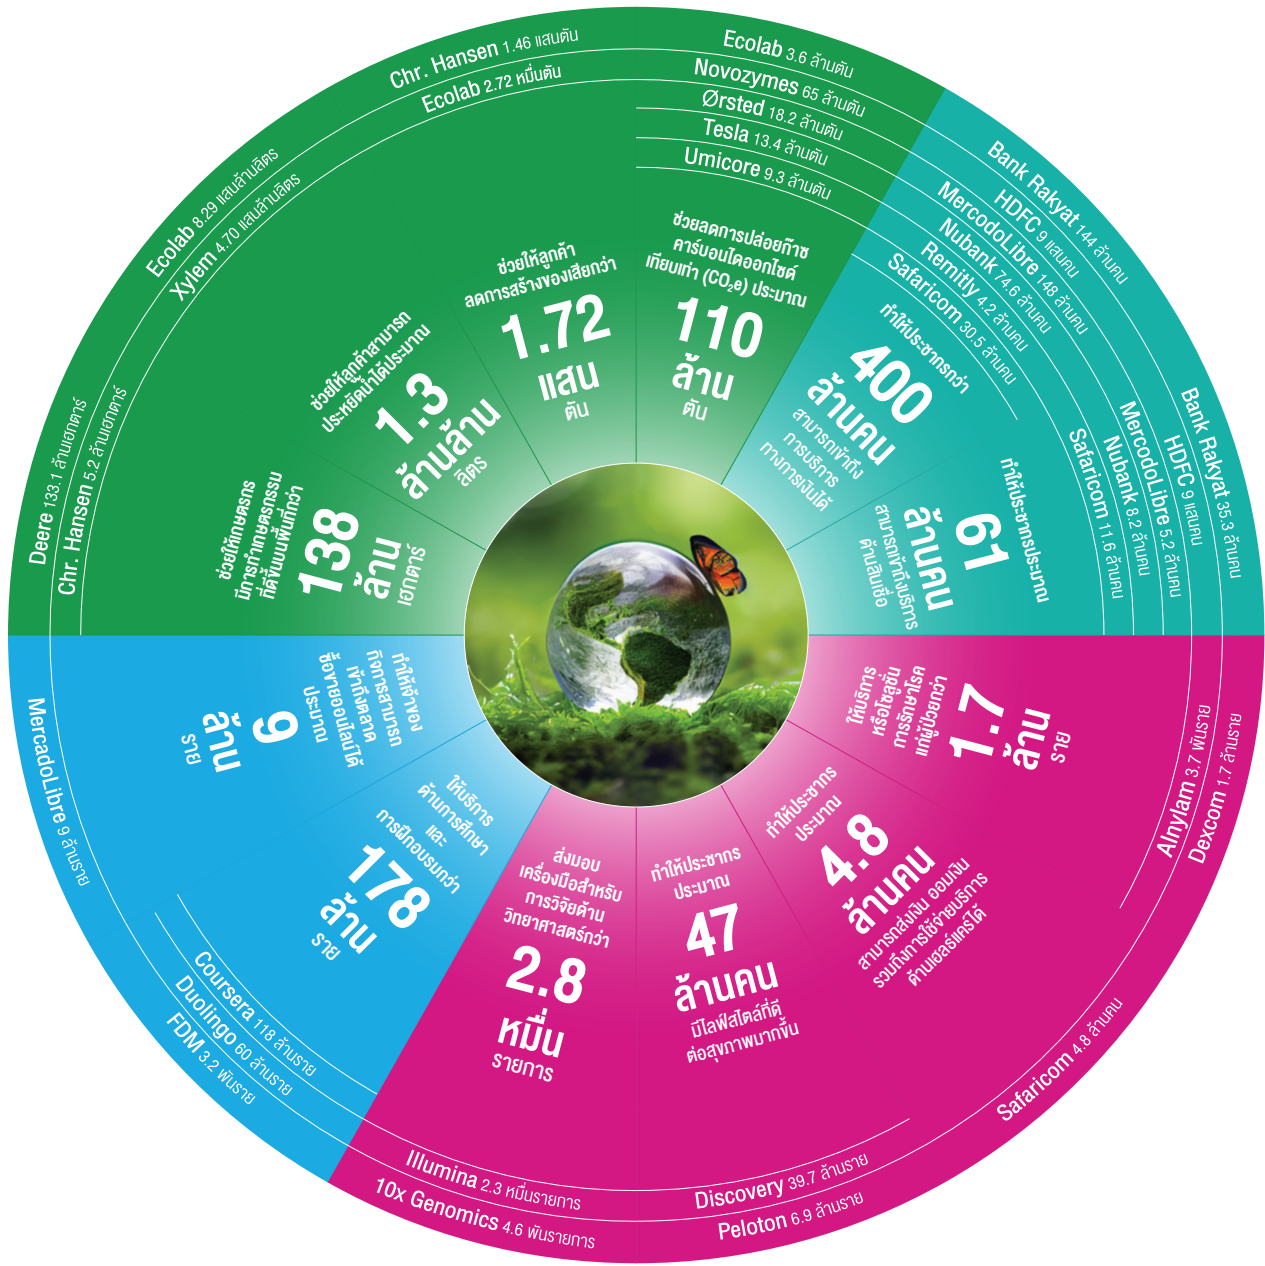 Ecolab 3.6 ล้านตัน
Novozymes 65 ล้านตัน
Ørsted 18.2 ล้านตัน
Tesla 13.4 ล้านตัน
Umicore 9.3 ล้านตัน
ช่วยลดการปล่อยก๊าซ
คาร์บอนไดออกไซด์
เทียบเท่า (CO₂e) ประมาณ
110
ล้าน
ตัน
Bank Rakyat 144 ล้านคน
HDFC 9 แสนคน
MercodoLibre 148 ล้านคน
Nubank 74.6 ล้านคน
Remitly 4.2 ล้านคน
Safaricom 30.5 ล้านคน
ทำให้ประชากรกว่า
400
ล้านคน
สามารถเข้าถึง
การบริการ
ทางการเงินได้
Bank Rakyat 35.3 ล้านคน
HDFC 9 แสนคน
MercodoLibre 5.2 ล้านคน
Nubank 8.2 ล้านคน
Safaricom 11.6 ล้านคน
ทำให้ประชากรประมาณ
61
ล้านคน
สามารถเข้าถึงบริการ
ด้านสินเชื่อ
ให้บริการ
หรือโซลูชั่น
การรักษาโรค
แก่ผู้ป่วยกว่า
1.7
ล้าน
ราย
Alnylam 3.7 พันราย
Dexcom 1.7 ล้านราย
ทำให้ประชากร
ประมาณ
4.8
ล้านคน
สามารถส่งเงิน ออมเงิน
รวมถึงการใช้จ่ายบริการ
ด้านเฮลธ์แคร์ได้
Safaricom 4.8 ล้านคน
ทำให้ประชากร
ประมาณ
47
ล้านคน
มีไลฟ์สไตล์ที่ดี
ต่อสุขภาพมากขึ้น
Discovery 39.7 ล้านราย
Peloton 6.9 ล้านราย
ส่งมอบ
เครื่องมือสำหรับ
การวิจัยด้าน
วิทยาศาสตร์กว่า
2.8
หมื่น
รายการ
Illumina 2.3 หมื่นรายการ
10x Genomics 4.6 พันรายการ
ให้บริการ
ด้านการศึกษา
และ
การฝึกอบรมกว่า
178
ล้าน
ราย
Coursera 118 ล้านราย
Duolingo 60 ล้านราย
FDM 3.2 พันราย
ทำให้เจ้าของ
กิจการสามารถ
เข้าถึงตลาด
ซื้อขายออนไลน์ได้
ประมาณ
9
ล้าน
ราย
MercadoLibre 9 ล้านราย
Deere 133.1 ล้านเฮกตาร์
Chr. Hansen 5.2 ล้านเฮกตาร์
ช่วยให้เกษตรกร
มีการทำเกษตรกรรม
ที่ดีขึ้นบนพื้นที่กว่า
138
ล้าน
เฮกตาร์
Ecolab 8.29 แสนล้านลิตร
Xylem 4.70 แสนล้านลิตร
ช่วยให้ลูกค้าสามารถ
ประหยัดน้ำได้ประมาณ
1.3
ล้านล้าน
ลิตร
Chr. Hansen 1.46 แสนตัน
Ecolab 2.72 หมื่นตัน
ช่วยให้ลูกค้า
ลดการสร้างของเสียกว่า
1.72
แสน
ตัน